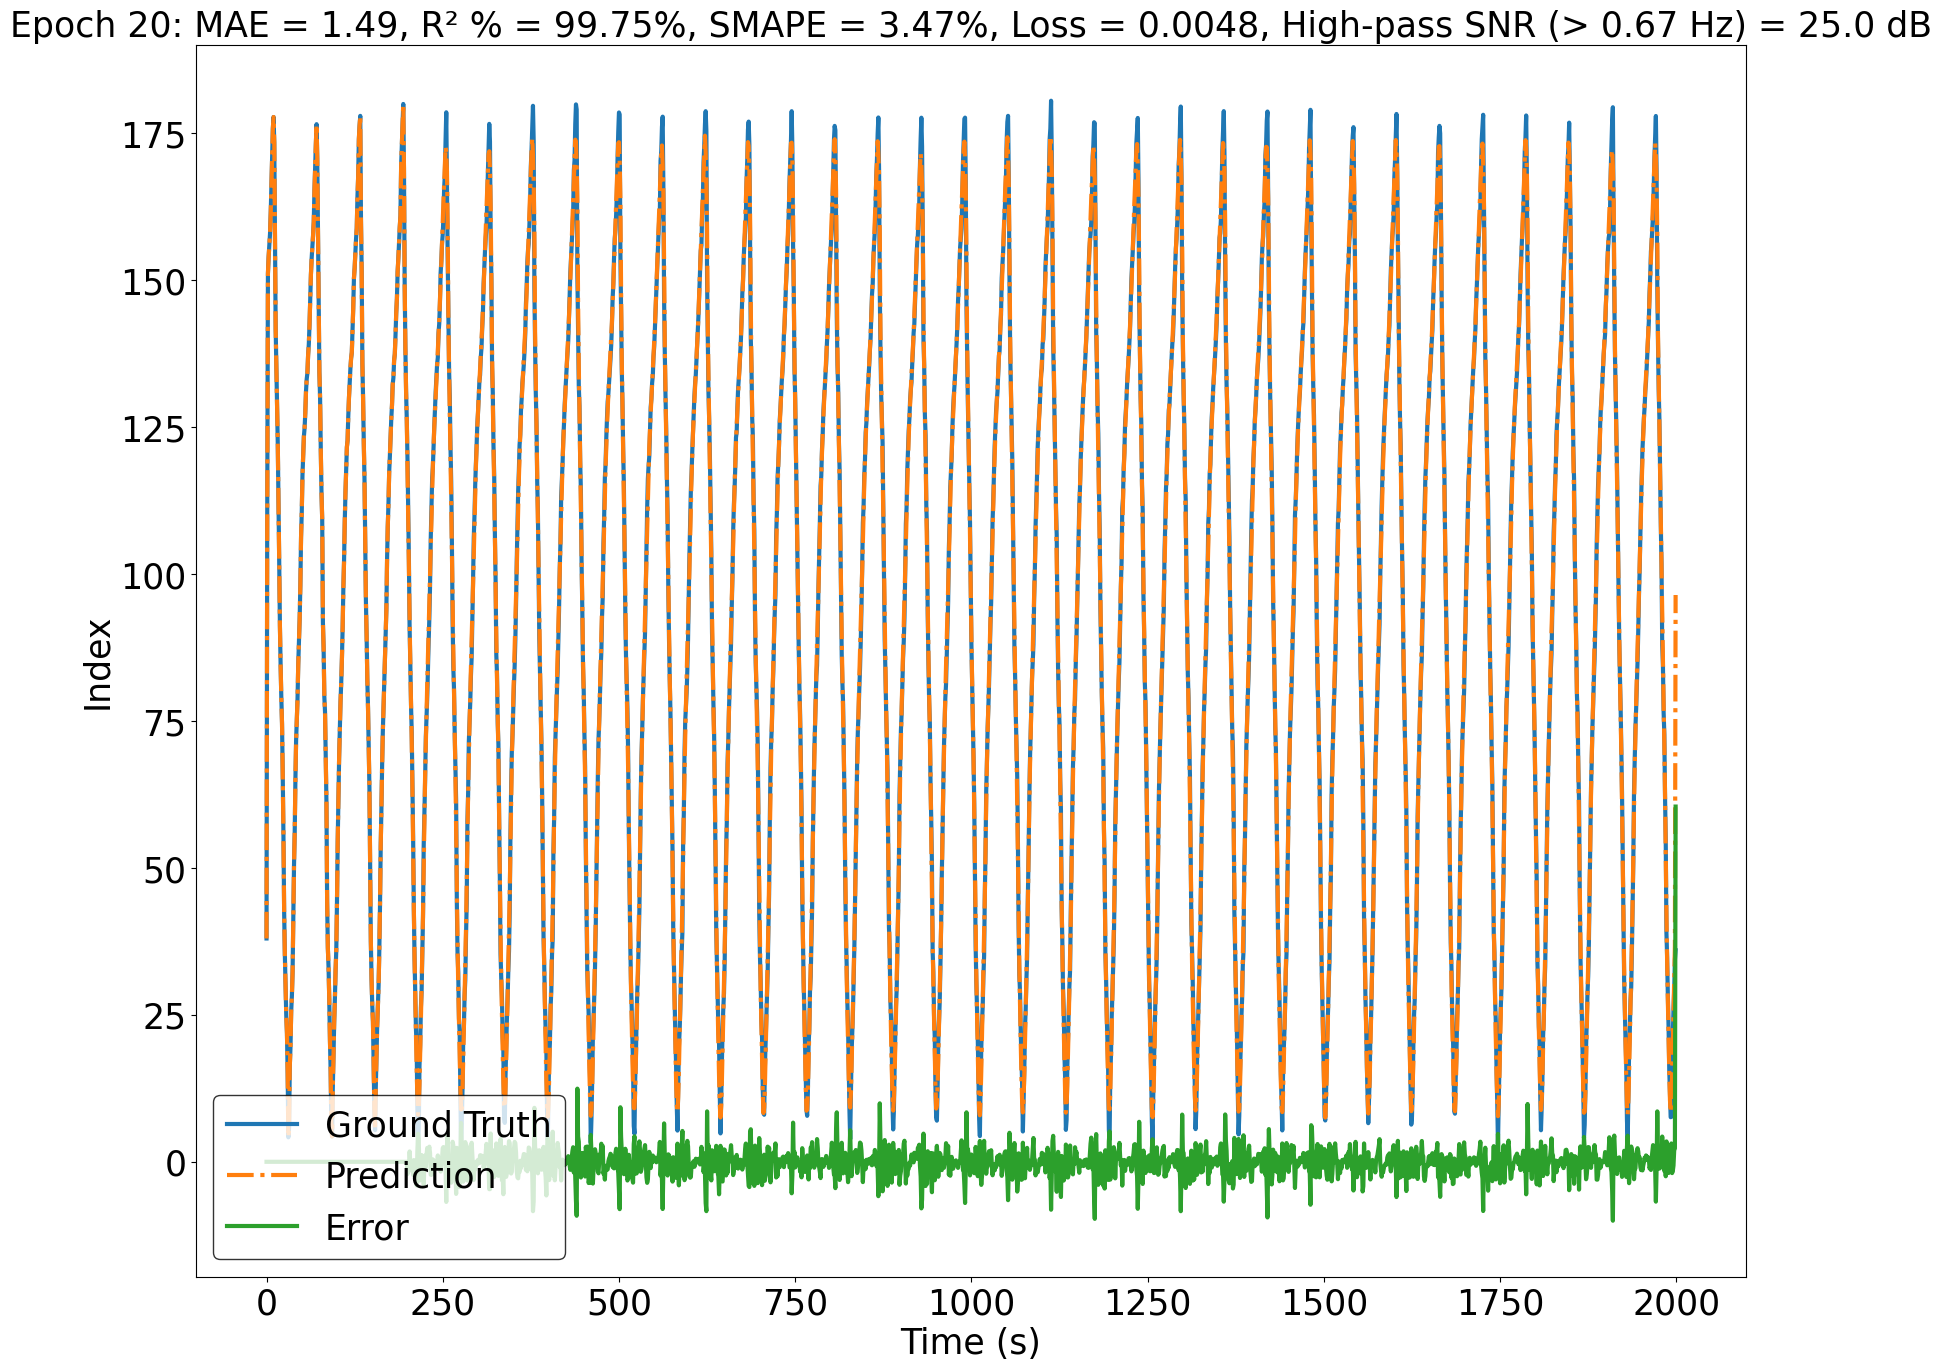 Epoch 20: MAE = 1.49, R² % = 99.75%, SMAPE = 3.47%, Loss = 0.0048, High-pass SNR (> 0.67 Hz) = 25.0 dB
175
150
125
100
75
50
25
0
Index
Ground Truth
Prediction
Error
0 250 500 750 1000 1250 1500 1750 2000
Time (s)